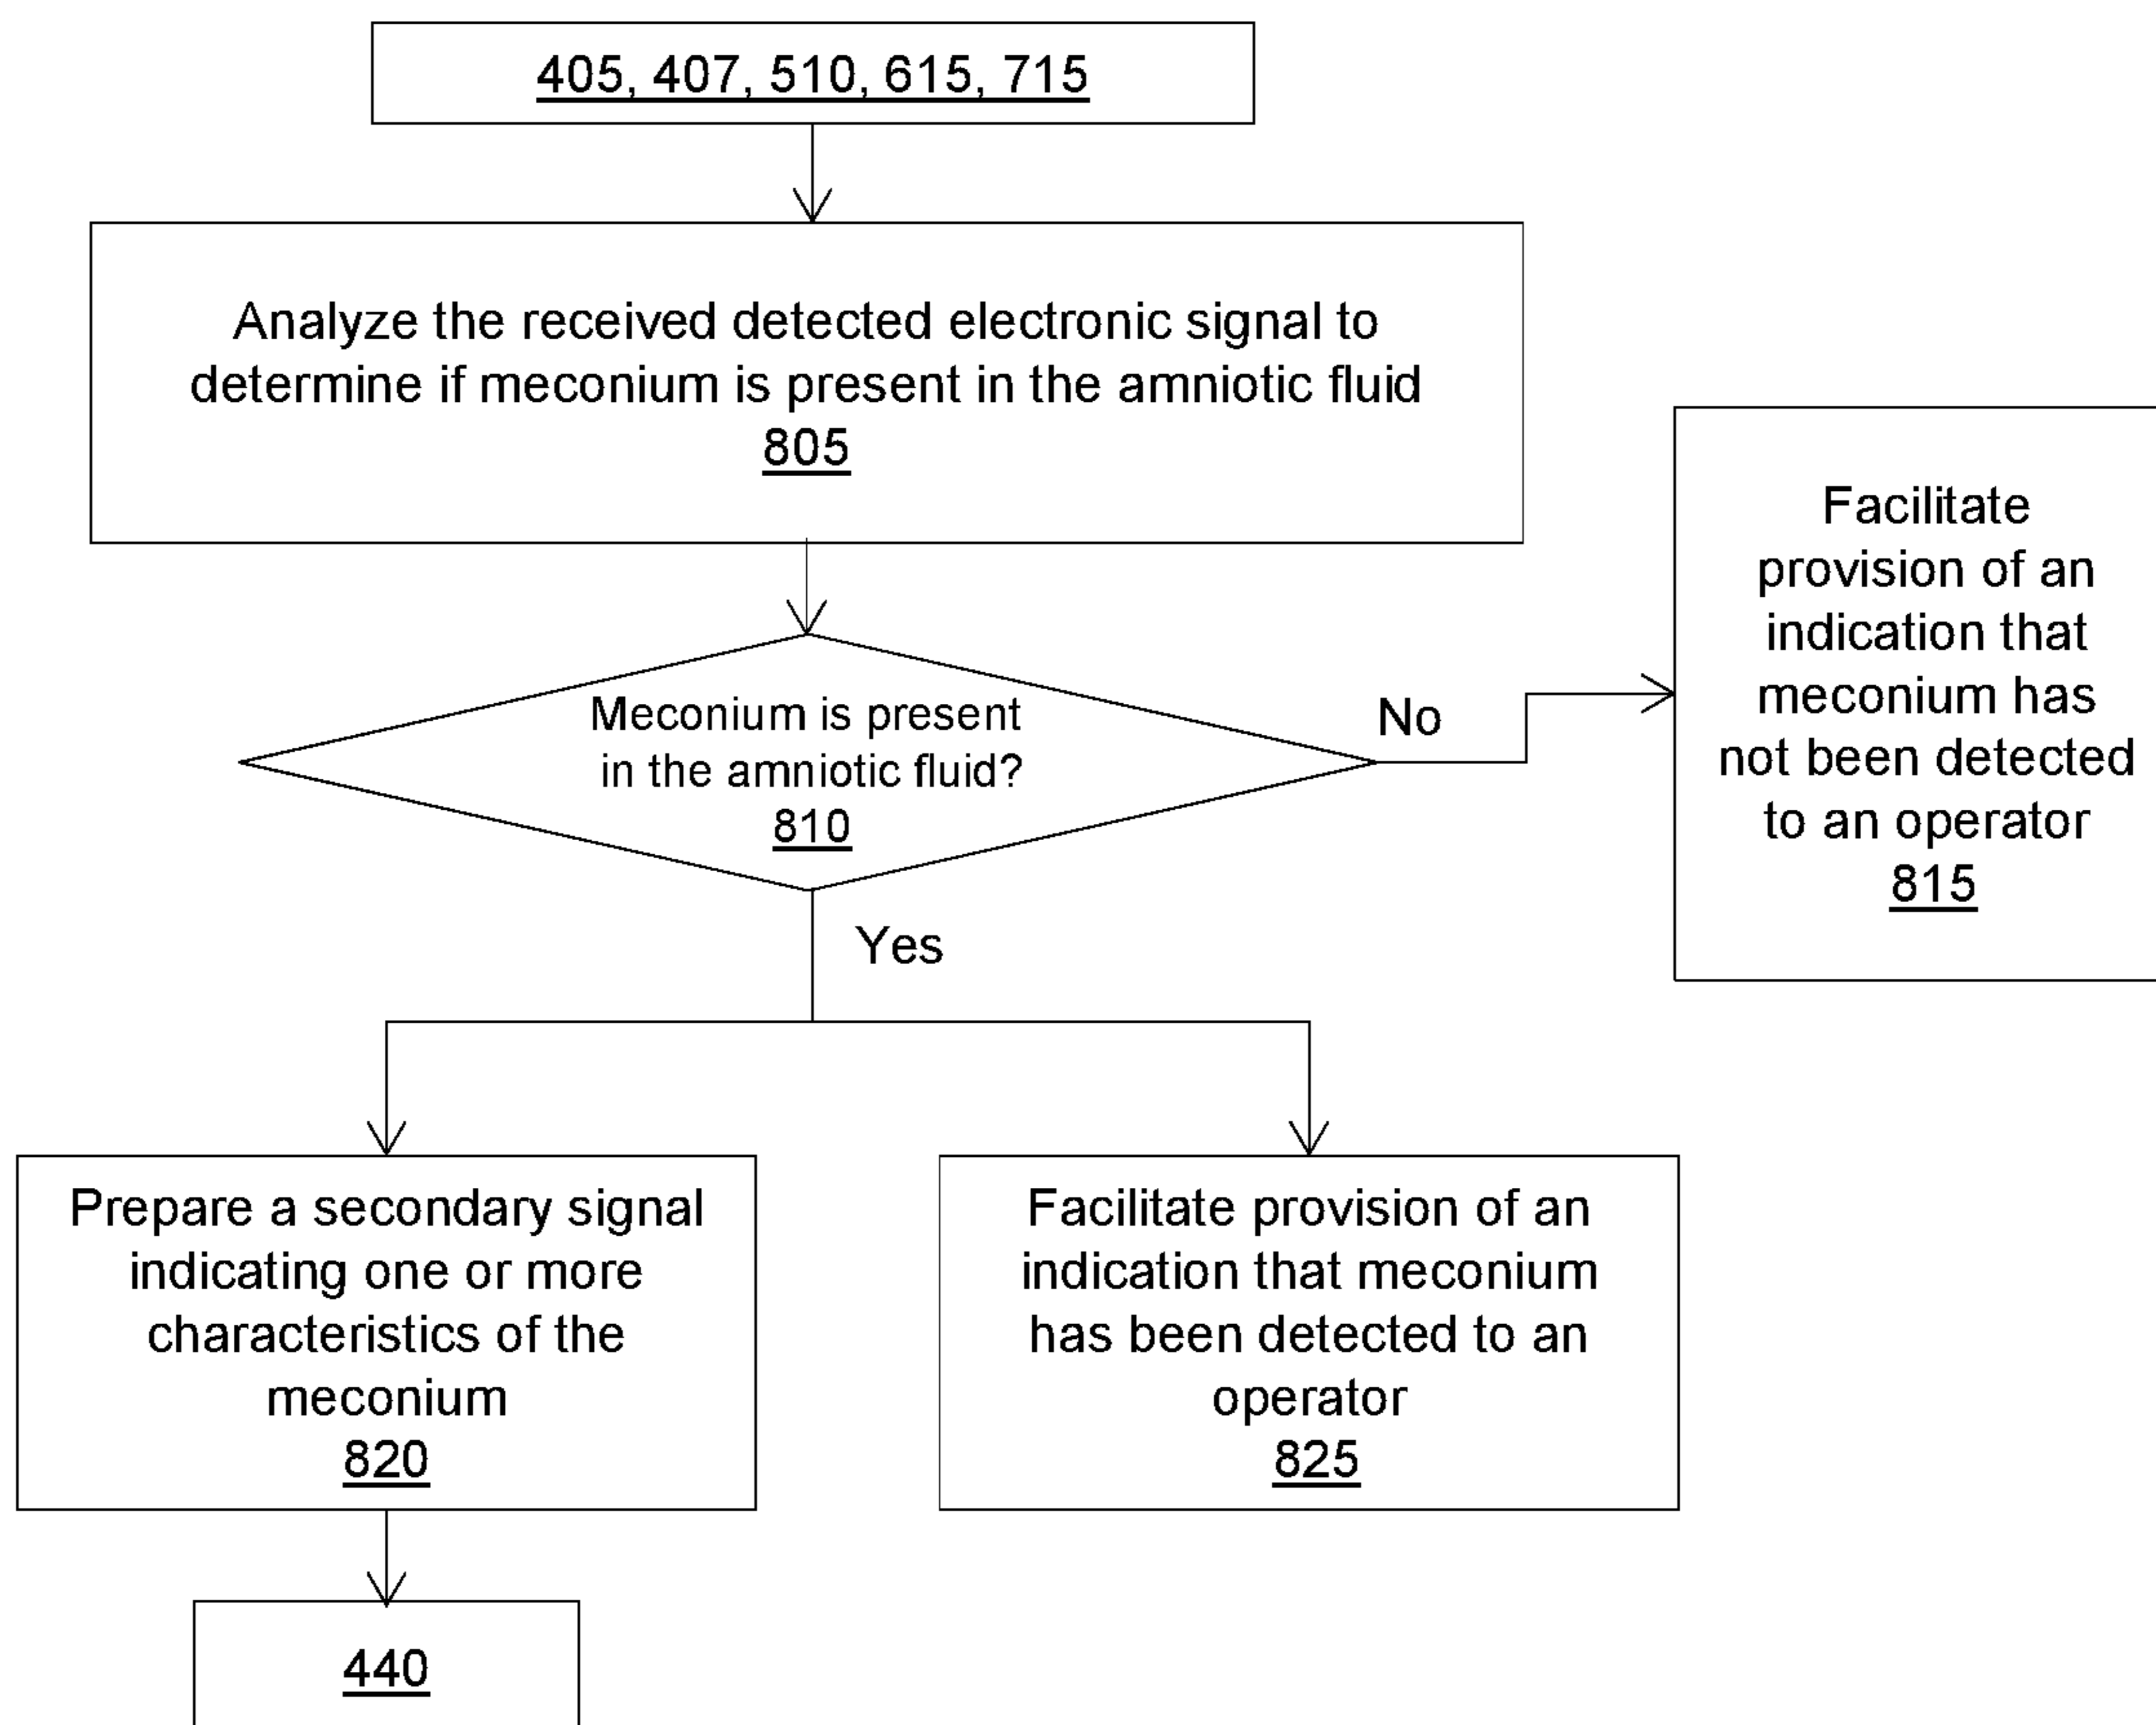 405, 407, 510, 615, 715
Analyze the received detected electronic signal to
determine if meconium is present in the amniotic fluid
805
Meconium is present
in the amniotic fluid?
810
No
Facilitate
provision of an
indication that
meconium has
not been detected
to an operator
815
Yes
Prepare a secondary signal
indicating one or more
characteristics of the
meconium
820
Facilitate provision of an
indication that meconium
has been detected to an
operator
825
440